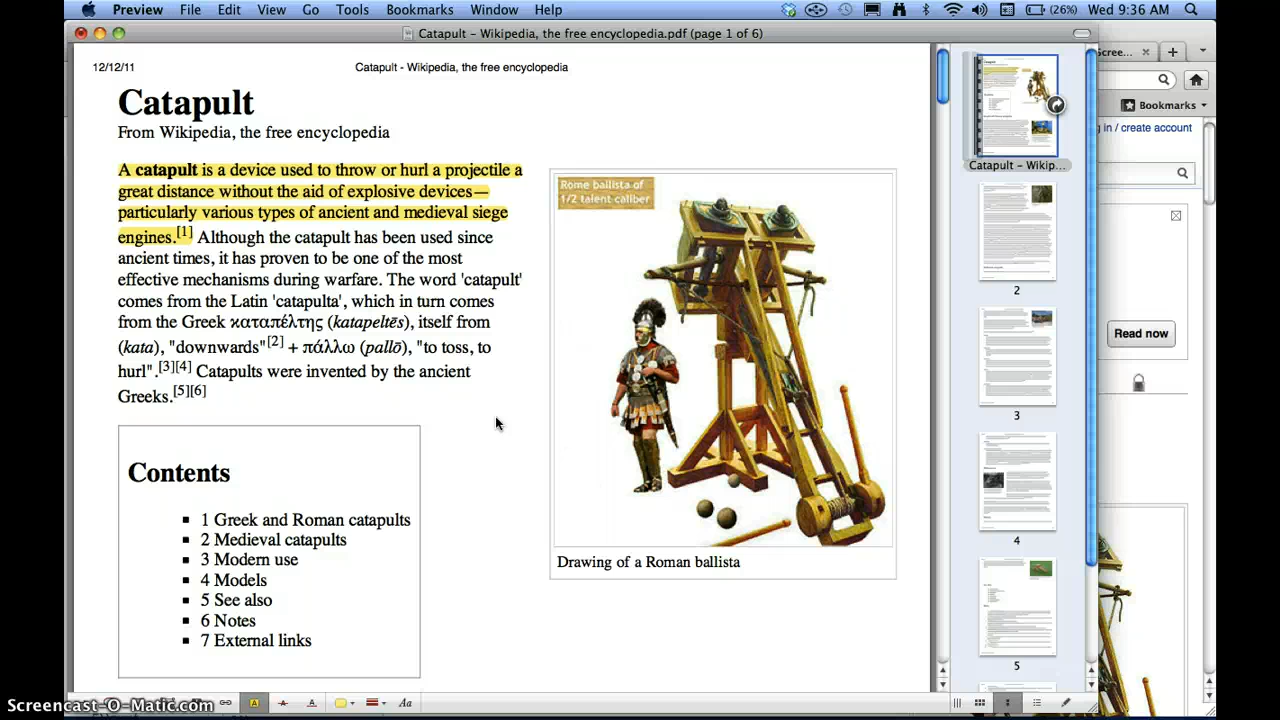 Preview File Edit View Go Tools Bookmarks Window Help (26%) Wed 9:36 AM
Catapult – Wikipedia, the free encyclopedia.pdf (page 1 of 6)
12/12/11 Catapult - Wikipedia, the free encyclopedia
Catapult
From Wikipedia, the free encyclopedia
A catapult is a device used to throw or hurl a projectile a
great distance without the aid of explosive devices—
particularly various types of ancient and medieval siege
engines.[1] Although the catapult has been used since
ancient times, it has proven to be one of the most
effective mechanisms during warfare. The word 'catapult'
comes from the Latin 'catapulta', which in turn comes
from the Greek καταπέλτης (katapeltēs), itself from
(kata), "downwards"[2] + πάλλω (pallō), "to toss, to
hurl".[3][4] Catapults were invented by the ancient
Greeks.[5][6]
Rome ballista of
1/2 talent caliber
Drawing of a Roman ballista
Contents
1 Greek and Roman catapults
2 Medieval catapults
3 Modern use
4 Models
5 See also
6 Notes
7 External links
Catapult – Wikip...
2
3
4
5
Scree...
Bookmarks
in / create account
Read now
Aa
Screencast-O-Matic.com